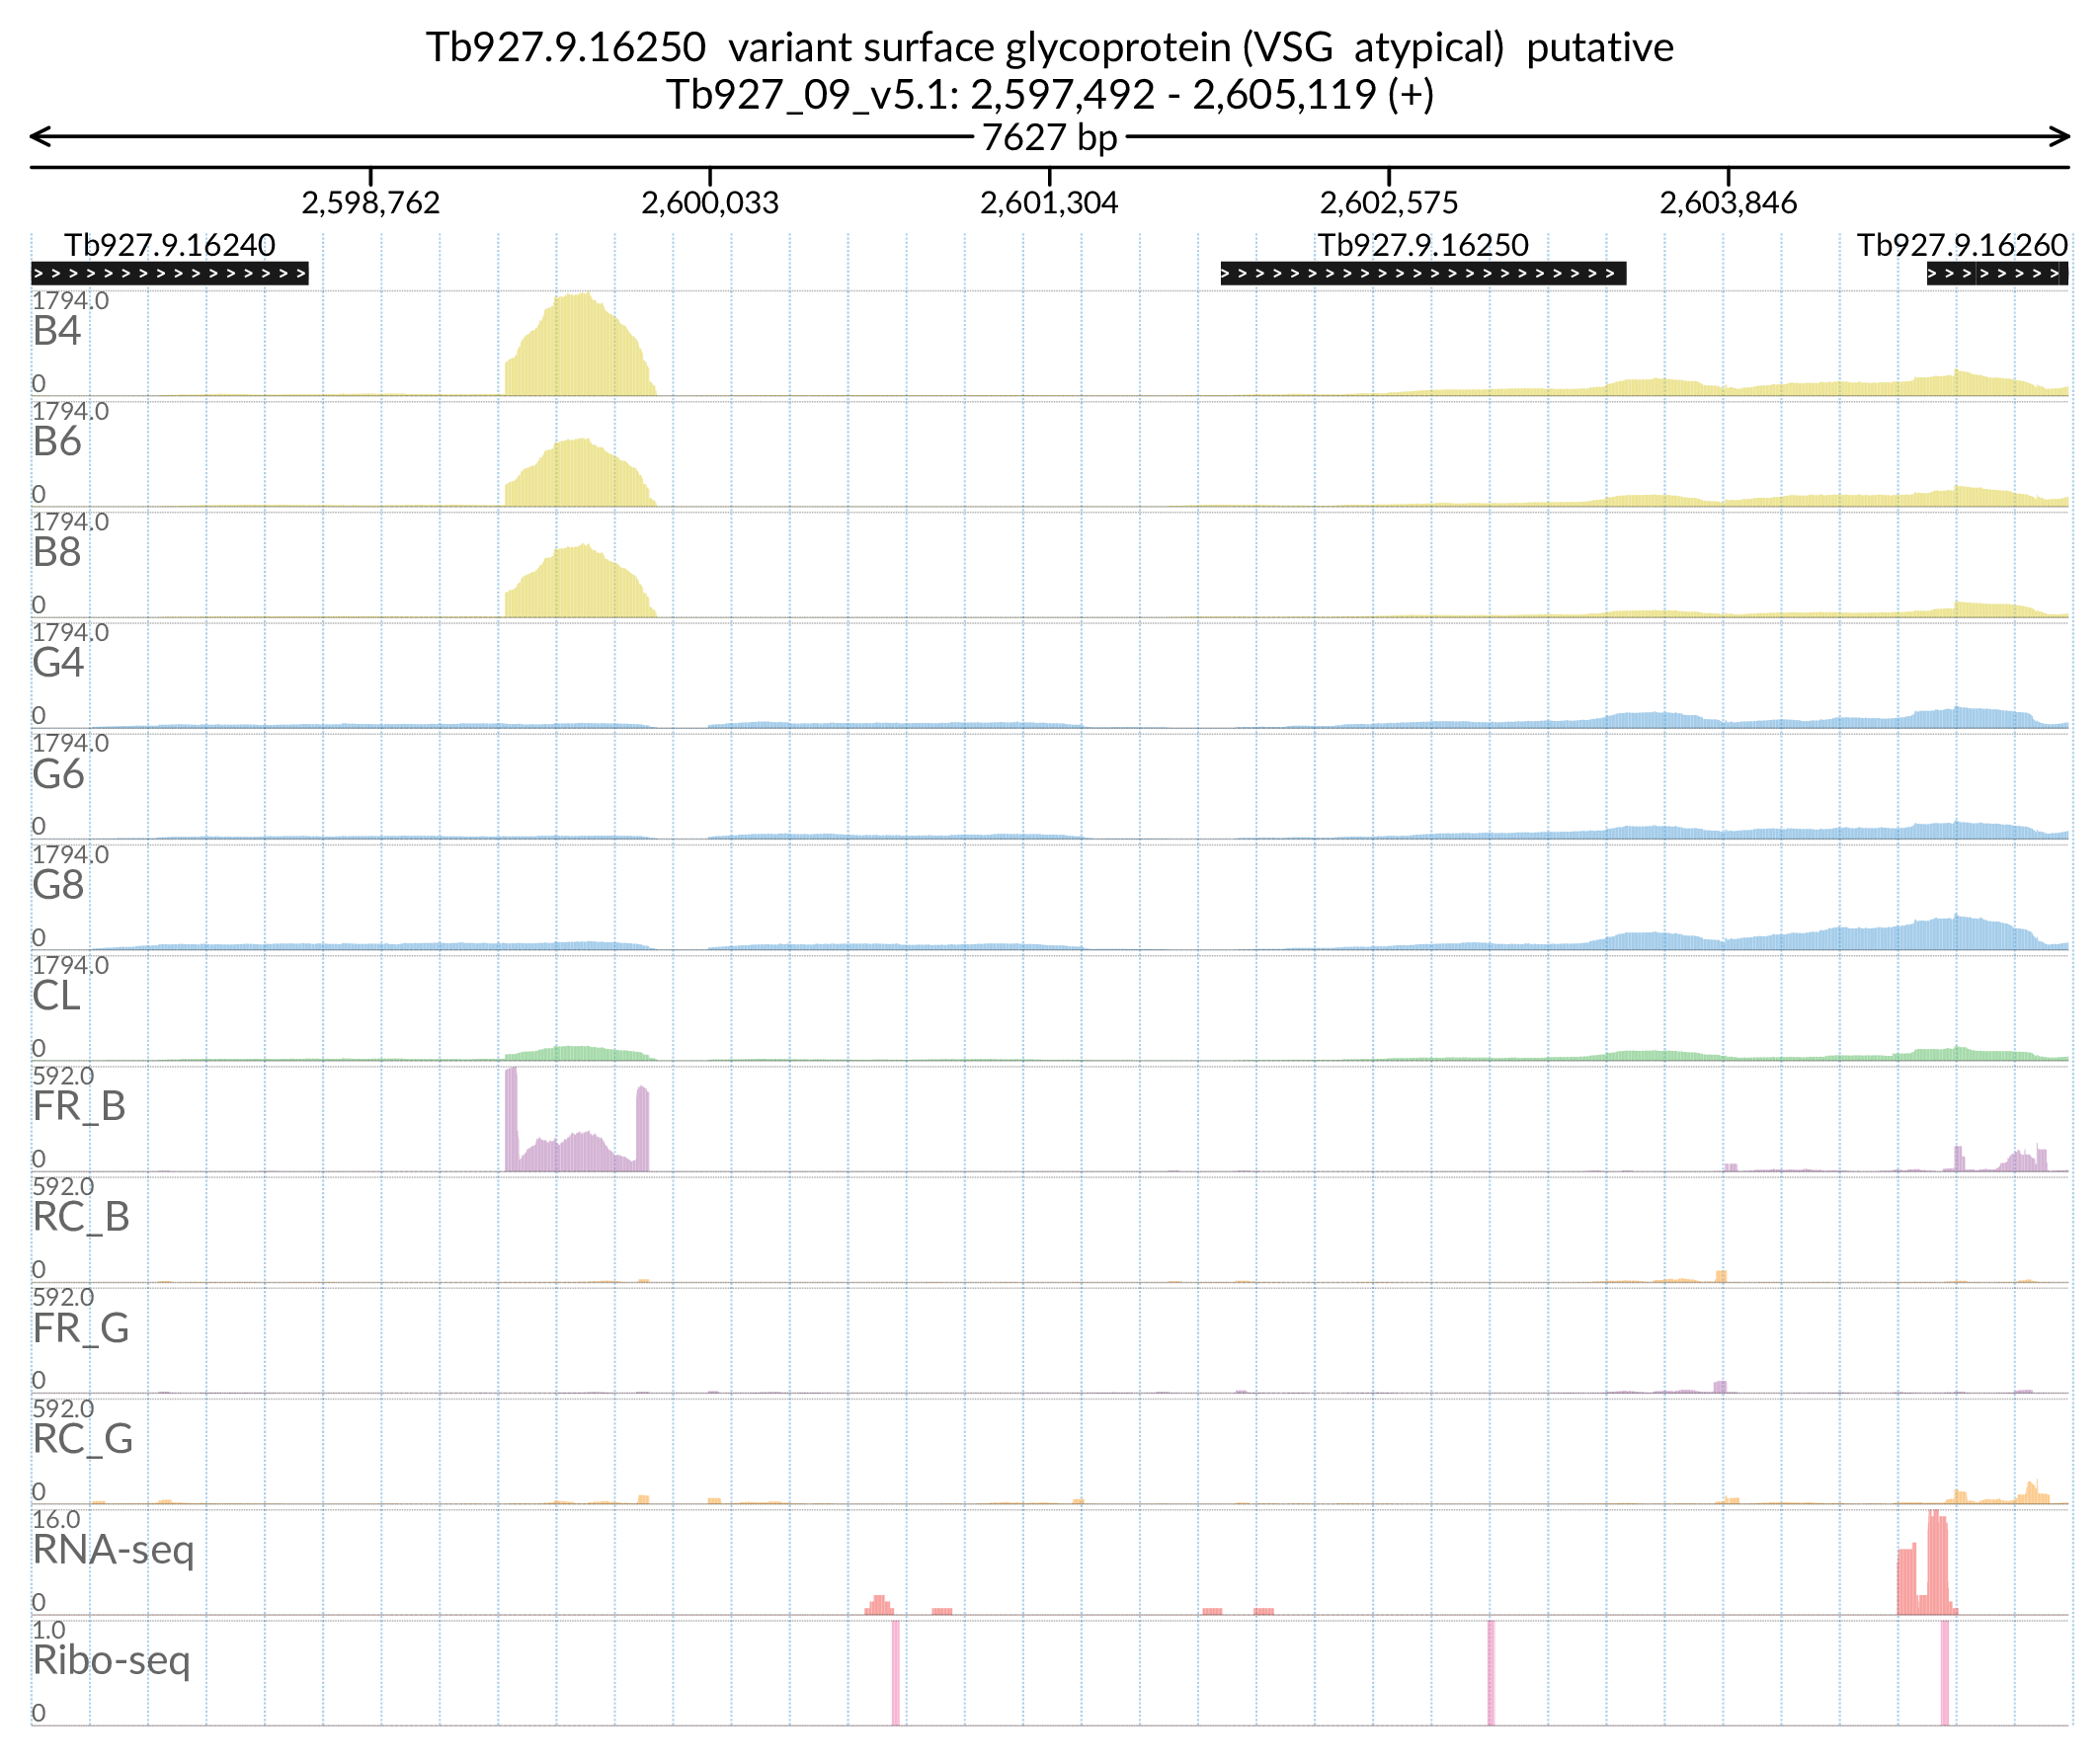 Tb927.9.16250 variant surface glycoprotein (VSG atypical) putative
Tb927_09_v5.1: 2,597,492 - 2,605,119 (+)
7627 bp
2,598,762 2,600,033 2,601,304 2,602,575 2,603,846
Tb927.9.16240 Tb927.9.16250 Tb927.9.16260
1794.0
B4
0
1794.0
B6
0
1794.0
B8
0
1794.0
G4
0
1794.0
G6
0
1794.0
G8
0
1794.0
CL
0
592.0
FR_B
0
592.0
RC_B
0
592.0
FR_G
0
592.0
RC_G
0
16.0
RNA-seq
0
1.0
Ribo-seq
0